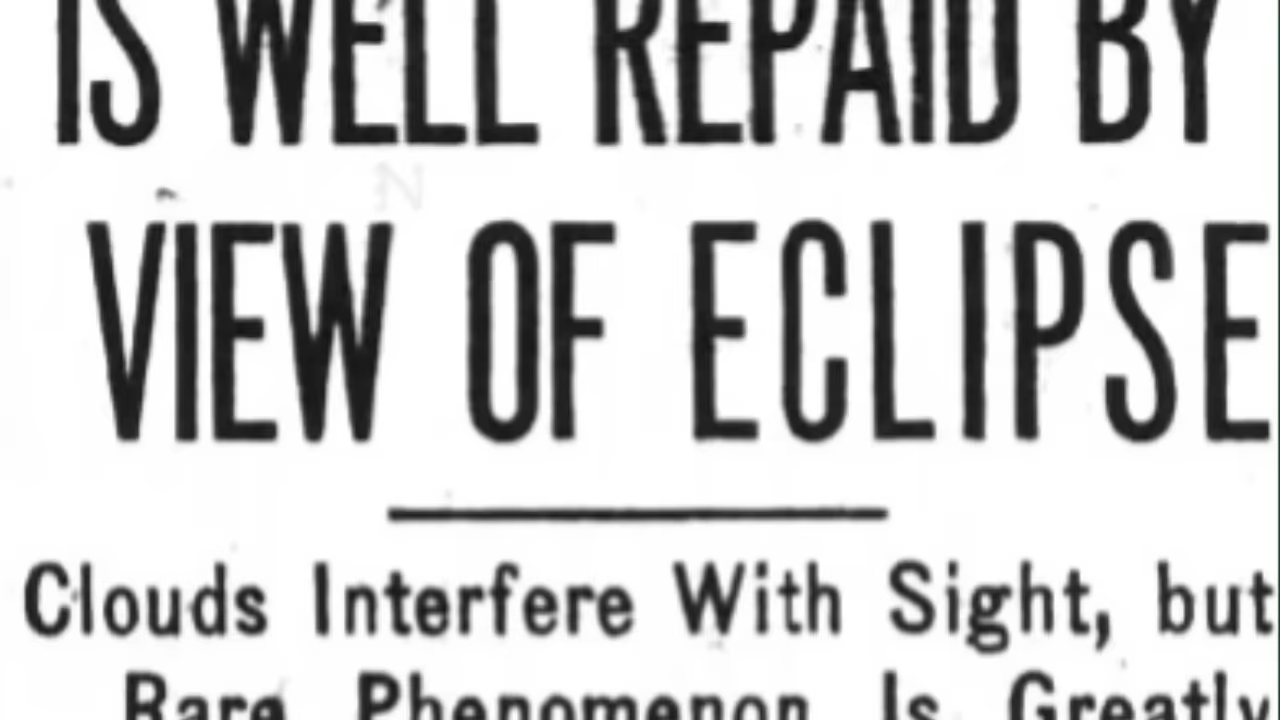 IS WELL REPAID BY
VIEW OF ECLIPSE
Clouds Interfere With Sight, but
Rare Phenomenon Is Greatly